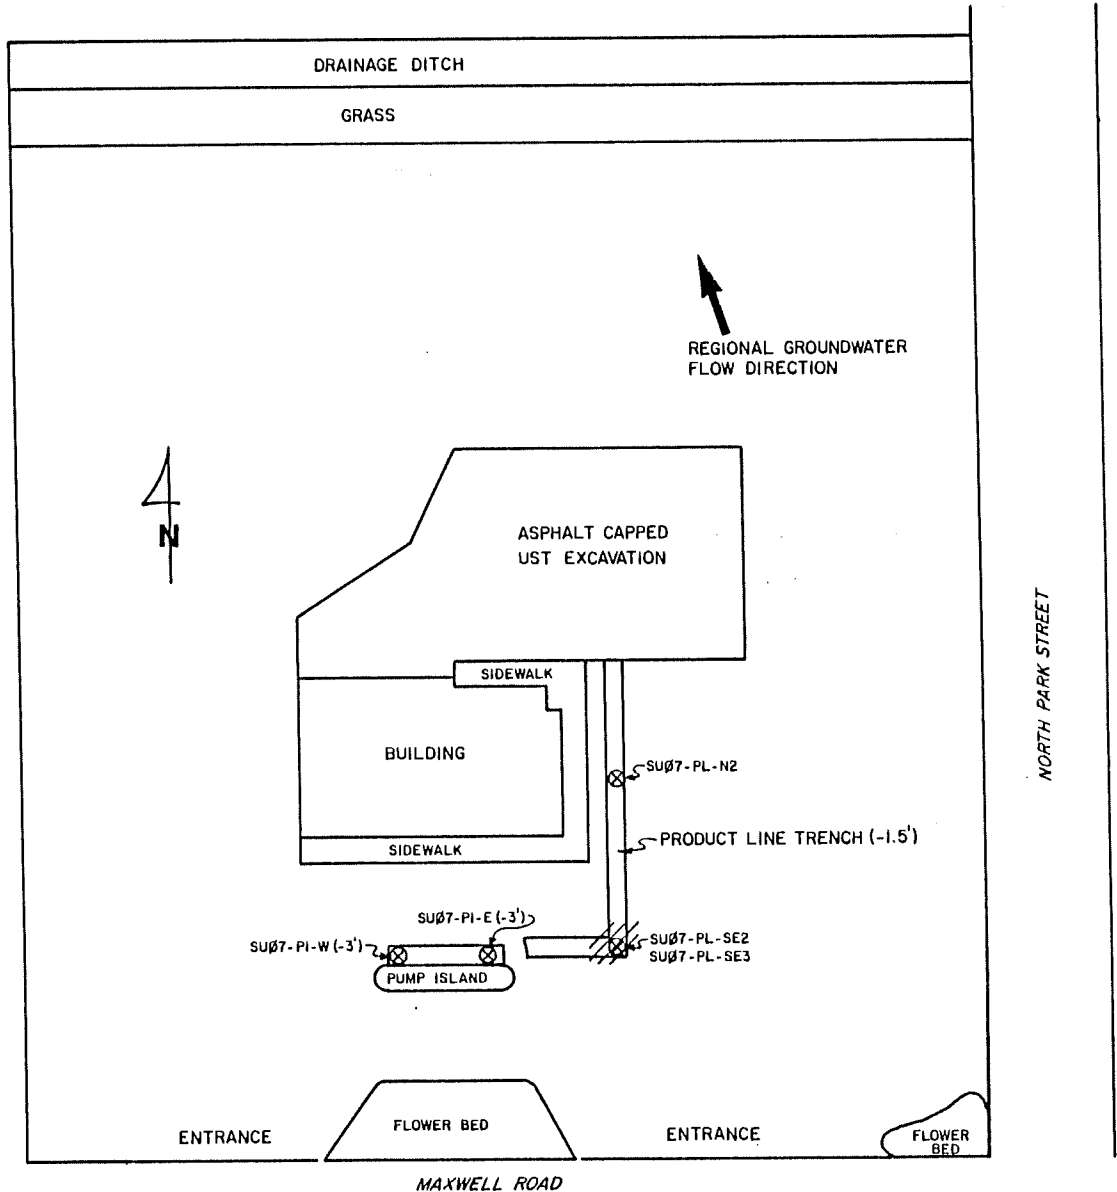 DRAINAGE DITCH
GRASS
REGIONAL GROUNDWATER
FLOW DIRECTION
N
ASPHALT CAPPED
UST EXCAVATION
NORTH PARK STREET
SIDEWALK
BUILDING
SUØ7-PL-N2
PRODUCT LINE TRENCH (-1.5')
SIDEWALK
SUØ7-PI-E (-3')
SUØ7-PI-W (-3')
SUØ7-PL-SE2
SUØ7-PL-SE3
PUMP ISLAND
FLOWER BED
ENTRANCE
ENTRANCE
FLOWER
BED
MAXWELL ROAD